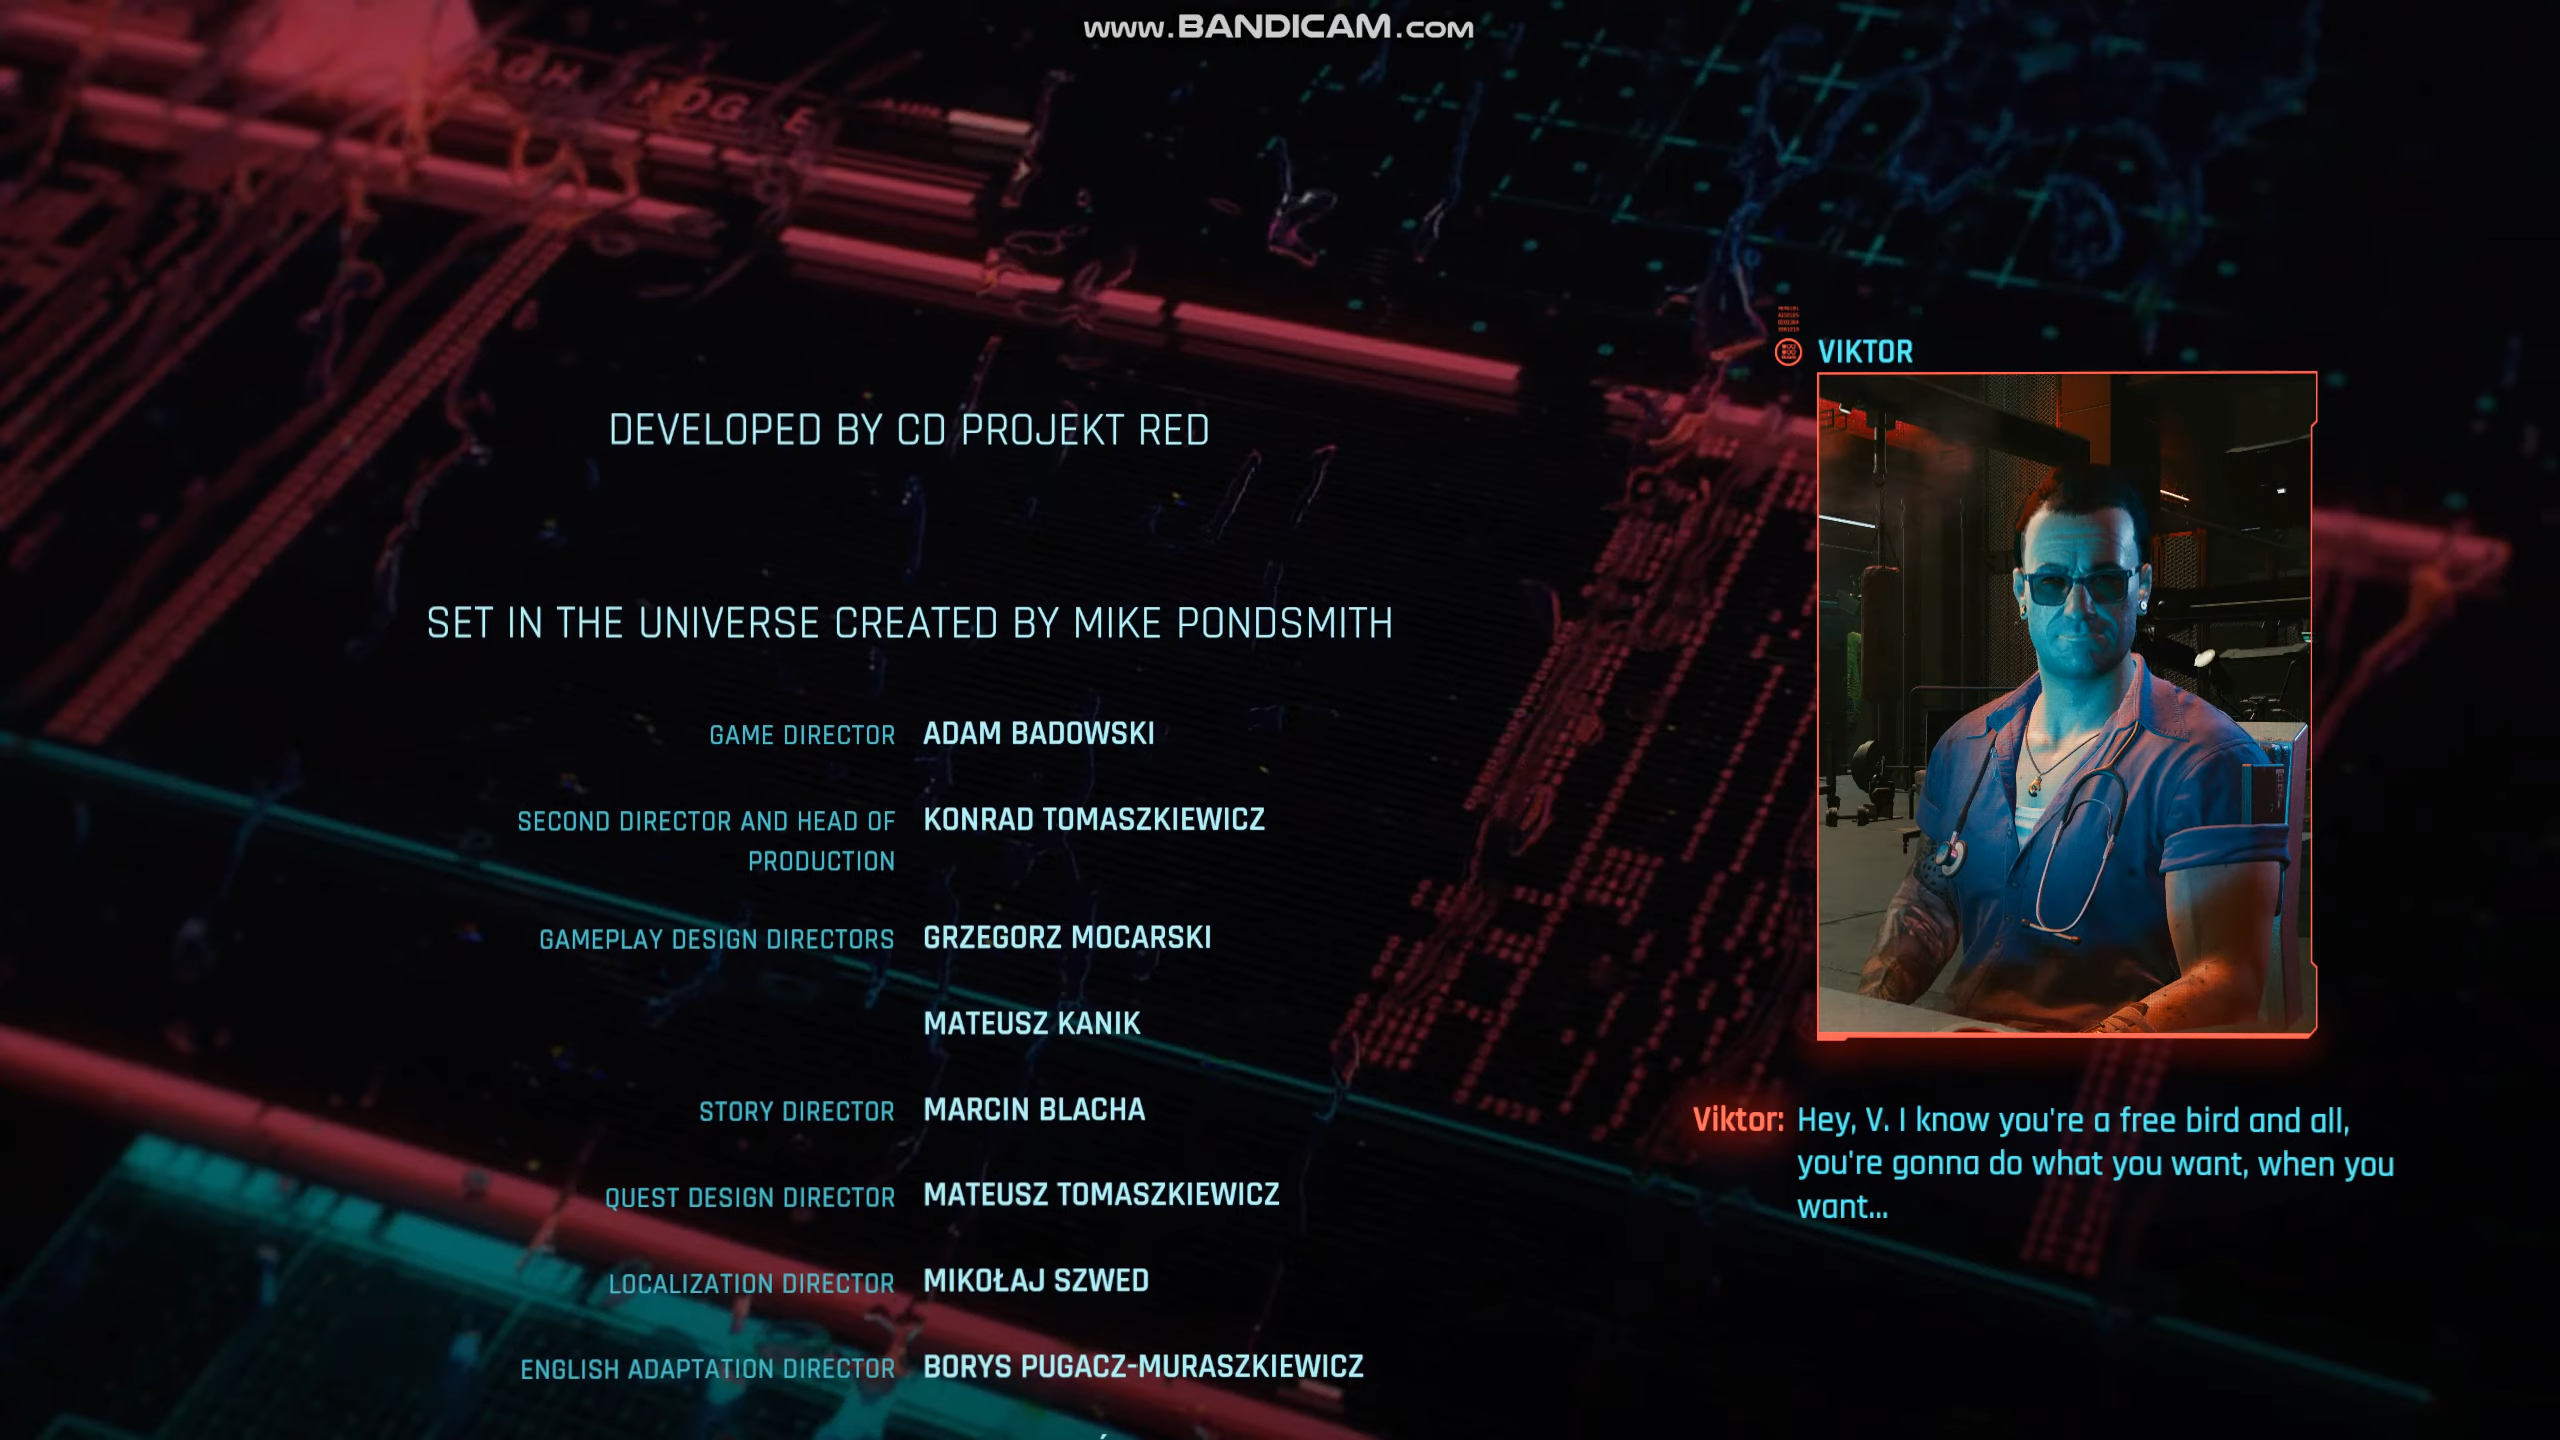 www.BANDICAM.com
DEVELOPED BY CD PROJEKT RED
SET IN THE UNIVERSE CREATED BY MIKE PONDSMITH
GAME DIRECTOR ADAM BADOWSKI
SECOND DIRECTOR AND HEAD OF PRODUCTION KONRAD TOMASZKIEWICZ
GAMEPLAY DESIGN DIRECTORS GRZEGORZ MOCARSKI
MATEUSZ KANIK
STORY DIRECTOR MARCIN BLACHA
QUEST DESIGN DIRECTOR MATEUSZ TOMASZKIEWICZ
LOCALIZATION DIRECTOR MIKOŁAJ SZWED
ENGLISH ADAPTATION DIRECTOR BORYS PUGACZ-MURASZKIEWICZ
VIKTOR
Viktor: Hey, V. I know you're a free bird and all,
you're gonna do what you want, when you
want...